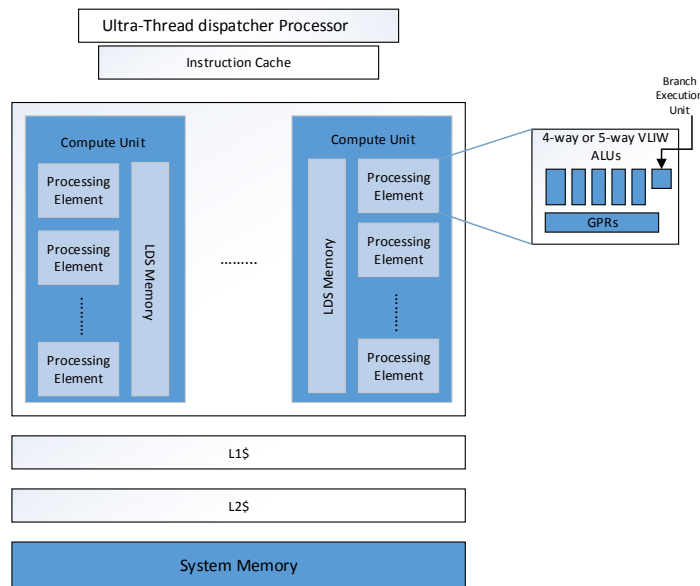 Ultra-Thread dispatcher Processor
Instruction Cache
Branch
Execution
Unit
Compute Unit
Processing
Element
Processing
Element
........
Processing
Element
LDS Memory
.........
Compute Unit
LDS Memory
Processing
Element
Processing
Element
........
Processing
Element
4-way or 5-way VLIW
ALUs
GPRs
L1$
L2$
System Memory